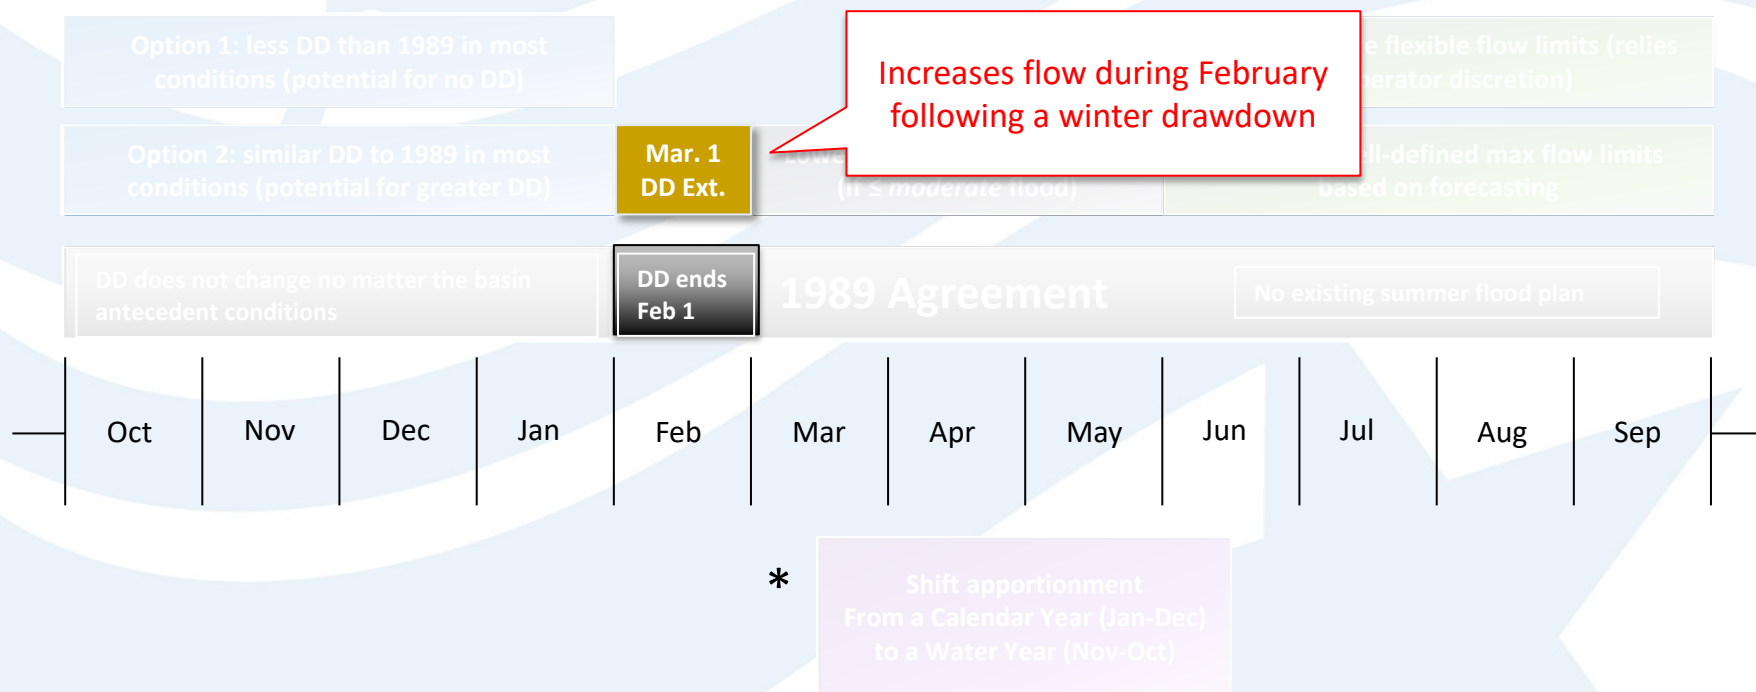 Option 1: less DD than 1989 in most
conditions (potential for no DD)
Increases flow during February
following a winter drawdown
e flexible flow limits (relies
erator discretion)
Option 2: similar DD to 1989 in most
conditions (potential for greater DD)
Mar. 1
DD Ext.
Lowe
(if ≤ moderate flood)
ll-defined max flow limits
based on forecasting
DD does not change no matter the basin
antecedent conditions
DD ends
Feb 1
1989 Agreement
No existing summer flood plan
Oct
Nov
Dec
Jan
Feb
Mar
Apr
May
Jun
Jul
Aug
Sep
*
Shift apportionment
From a Calendar Year (Jan-Dec)
to a Water Year (Nov-Oct)